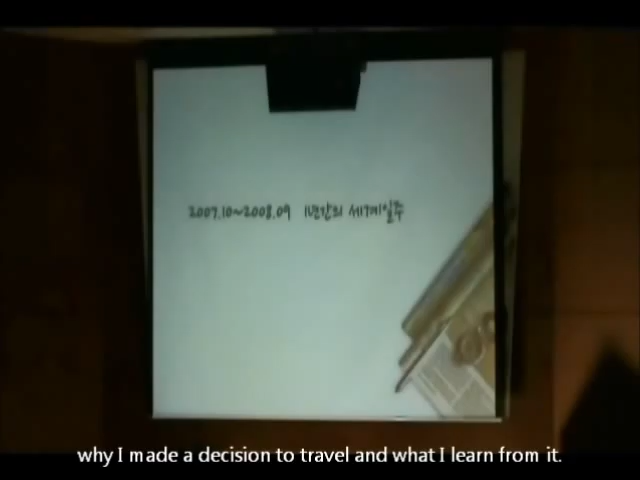 2007.10~2008.09 1년간의 세계일주
why I made a decision to travel and what I learn from it.